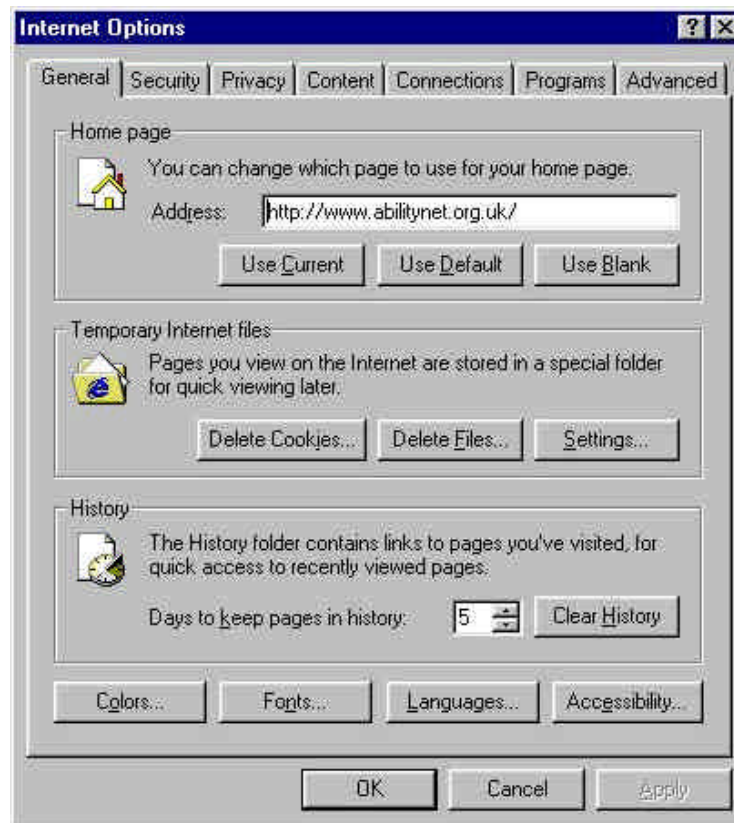 Internet Options
General Security Privacy Content Connections Programs Advanced
Home page
You can change which page to use for your home page.
Address: http://www.abilitynet.org.uk/
Use Current Use Default Use Blank
Temporary Internet files
Pages you view on the Internet are stored in a special folder
for quick viewing later.
Delete Cookies... Delete Files... Settings...
History
The History folder contains links to pages you've visited, for
quick access to recently viewed pages.
Days to keep pages in history: 5 Clear History
Colors... Fonts... Languages... Accessibility...
OK Cancel Apply